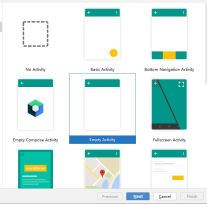 No Activity
Basic Activity
Bottom Navigation Activity
Empty Compose Activity
Empty Activity
Fullscreen Activity
Previous
Next
Cancel
Finish